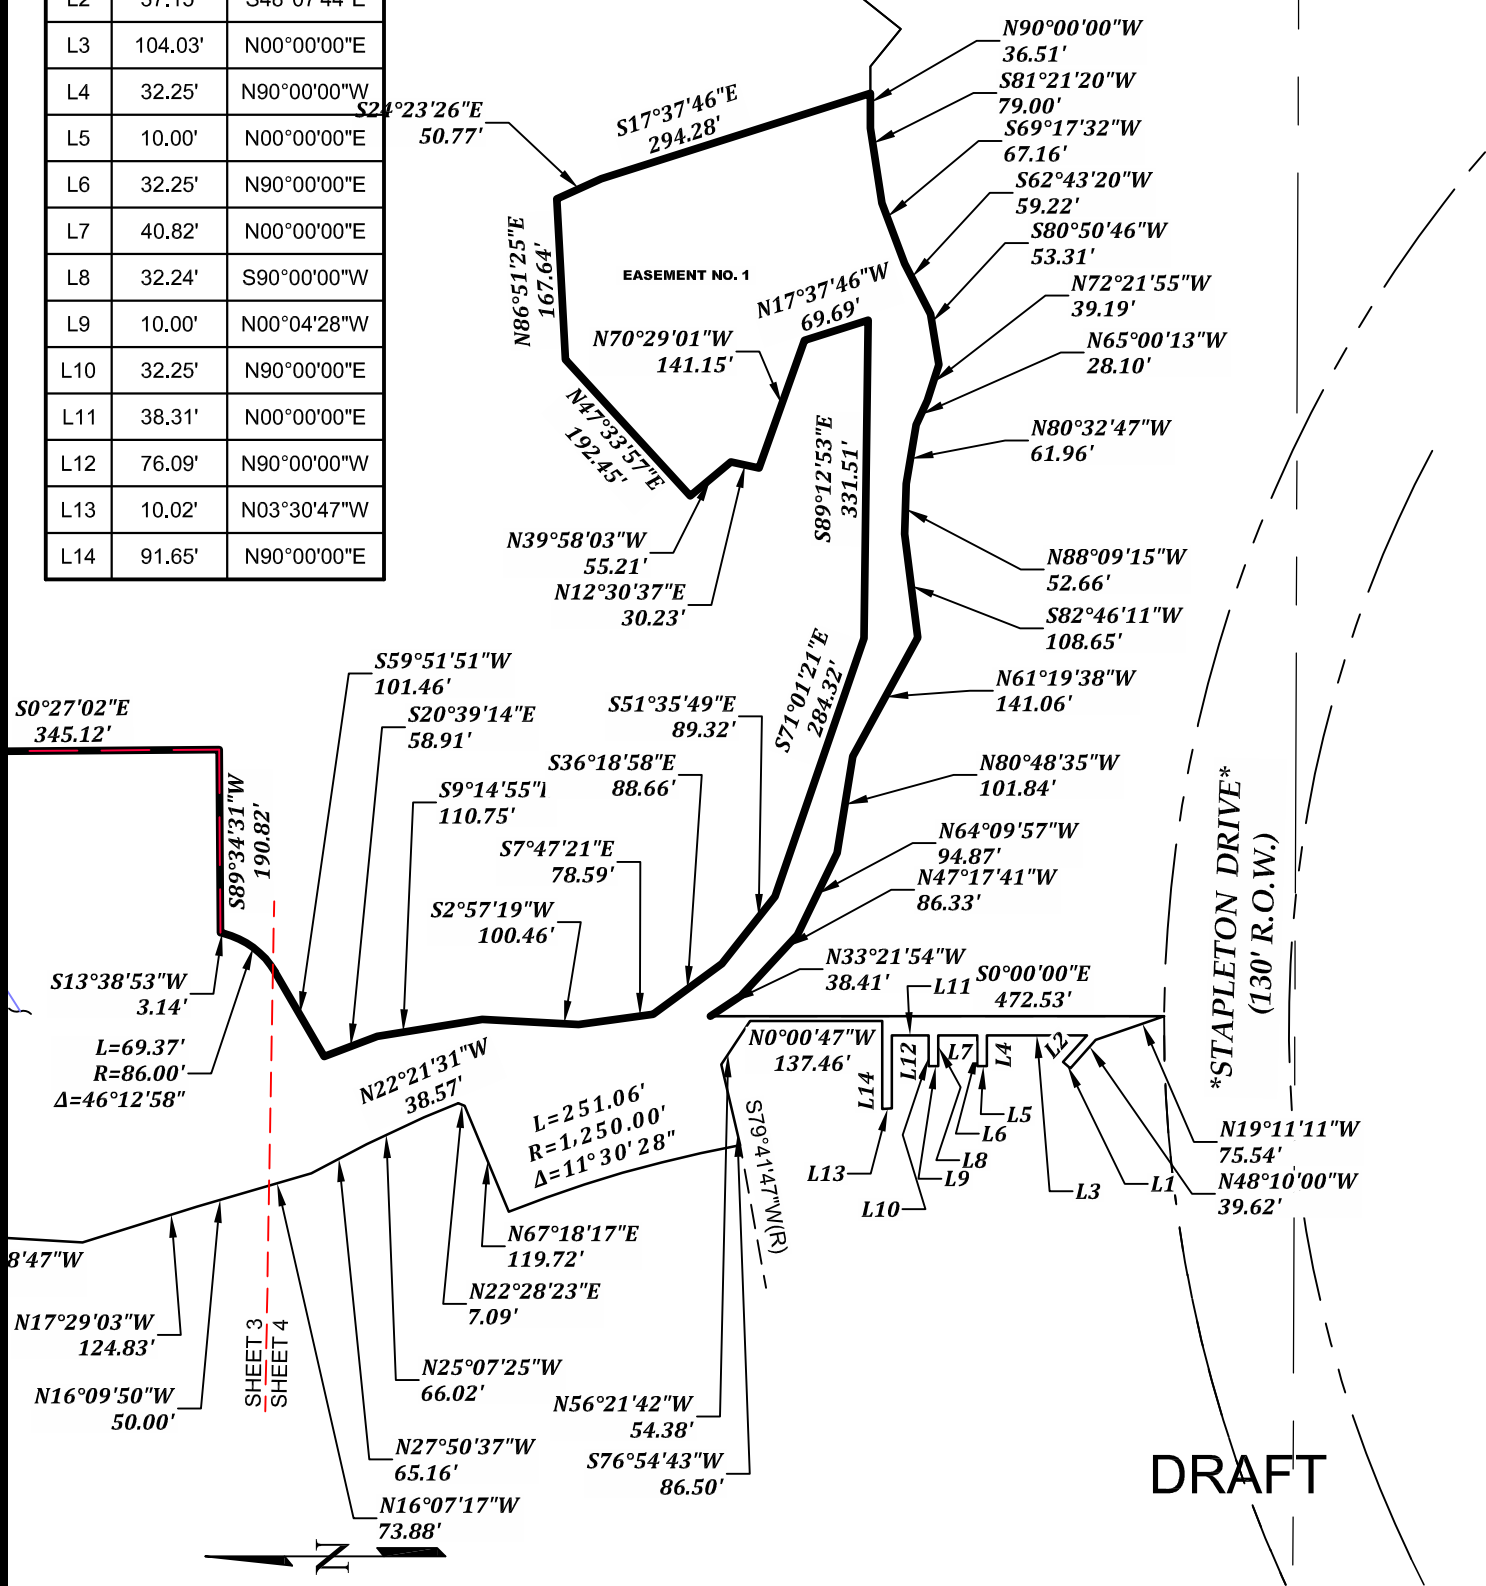 L2 37.15' S48°07'44"E
L3 104.03' N00°00'00"E
L4 32.25' N90°00'00"W
L5 10.00' N00°00'00"E
L6 32.25' N90°00'00"E
L7 40.82' N00°00'00"E
L8 32.24' S90°00'00"W
L9 10.00' N00°04'28"W
L10 32.25' N90°00'00"E
L11 38.31' N00°00'00"E
L12 76.09' N90°00'00"W
L13 10.02' N03°30'47"W
L14 91.65' N90°00'00"E
S24°23'26"E
50.77'
S17°37'46"E
294.28'
N90°00'00"W
36.51'
S81°21'20"W
79.00'
S69°17'32"W
67.16'
S62°43'20"W
59.22'
S80°50'46"W
53.31'
N72°21'55"W
39.19'
N65°00'13"W
28.10'
N80°32'47"W
61.96'
N88°09'15"W
52.66'
S82°46'11"W
108.65'
N61°19'38"W
141.06'
N80°48'35"W
101.84'
N64°09'57"W
94.87'
N47°17'41"W
86.33'
N33°21'54"W
38.41'
N86°51'25"E
167.64'
EASEMENT NO. 1
N17°37'46"W
69.69'
N70°29'01"W
141.15'
N47°33'57"E
192.45'
S89°12'53"E
331.51'
N39°58'03"W
55.21'
N12°30'37"E
30.23'
S71°01'21"E
284.32'
S59°51'51"W
101.46'
S20°39'14"E
58.91'
S9°14'55"
110.75'
S51°35'49"E
89.32'
S36°18'58"E
88.66'
S7°47'21"E
78.59'
S2°57'19"W
100.46'
S0°27'02"E
345.12'
S89°34'31"W
190.82'
S13°38'53"W
3.14'
L=69.37'
R=86.00'
Δ=46°12'58"
N22°21'31"W
38.57'
L=251.06'
R=1,250.00'
Δ=11°30'28"
S0°00'00"E
472.53'
N0°00'47"W
137.46'
L11
L12
L7
L4
L2
L14
L5
L6
L8
L9
L13
L10
L3
L1
S79°41'47"W(R)
*STAPLETON DRIVE*
(130' R.O.W.)
N19°11'11"W
75.54'
N48°10'00"W
39.62'
N67°18'17"E
119.72'
N22°28'23"E
7.09'
8'47"W
N17°29'03"W
124.83'
N16°09'50"W
50.00'
SHEET 3
SHEET 4
N25°07'25"W
66.02'
N27°50'37"W
65.16'
N16°07'17"W
73.88'
N56°21'42"W
54.38'
S76°54'43"W
86.50'
DRAFT
N